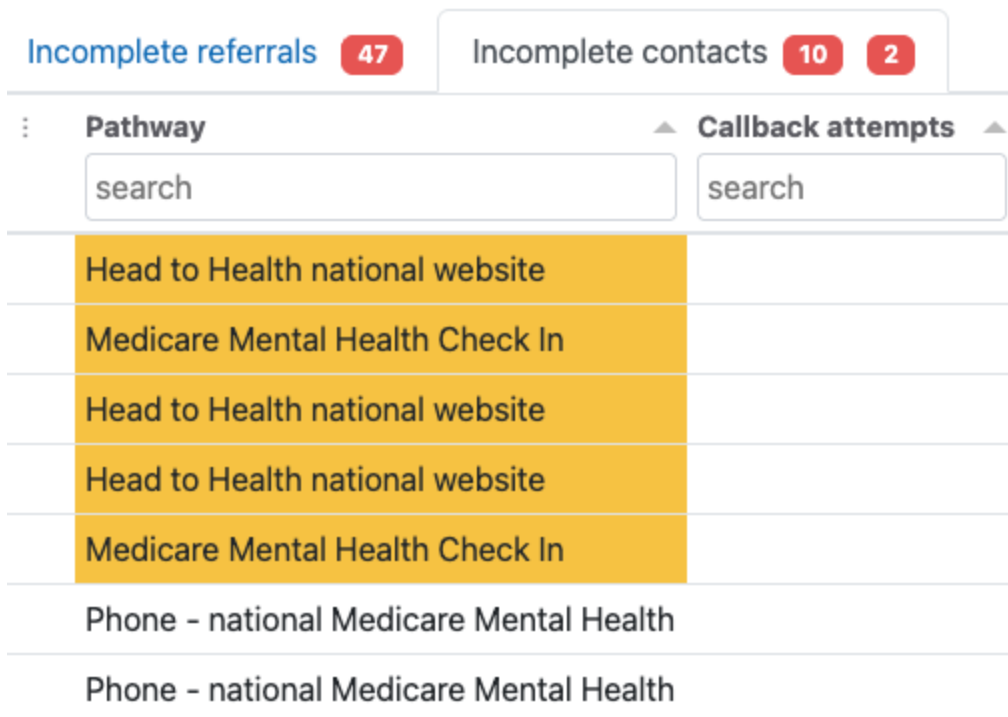 Incomplete referrals 47 Incomplete contacts 10 2
Pathway Callback attempts
search search
Head to Health national website
Medicare Mental Health Check In
Head to Health national website
Head to Health national website
Medicare Mental Health Check In
Phone - national Medicare Mental Health
Phone - national Medicare Mental Health